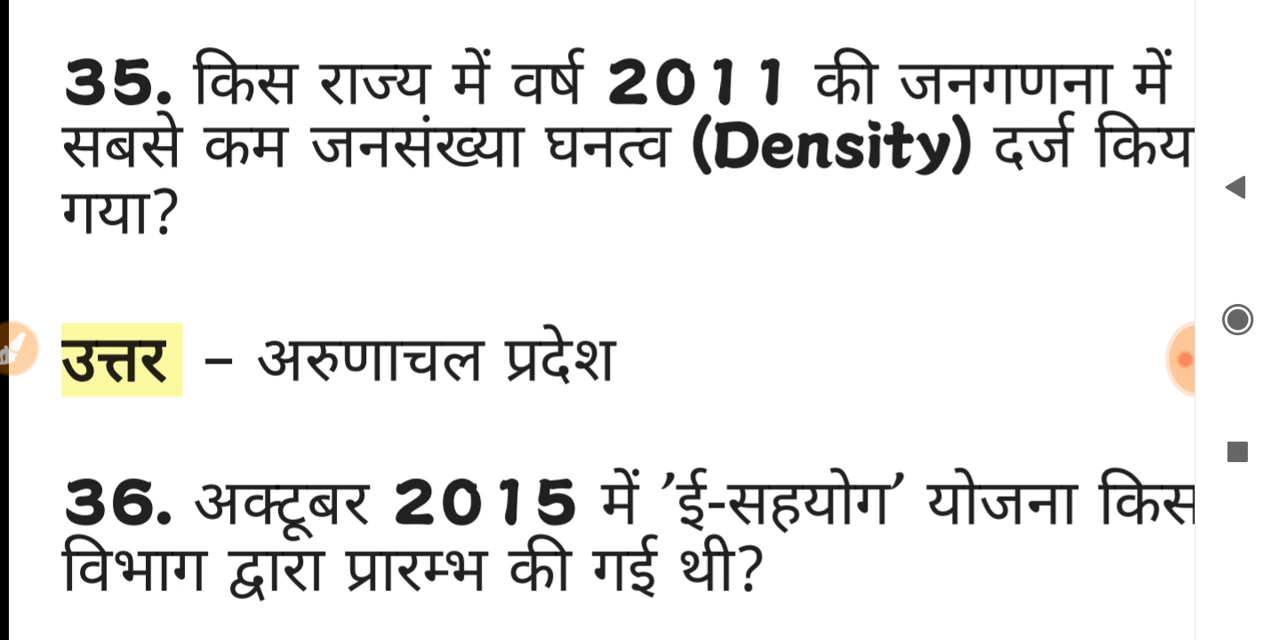 35. किस राज्य में वर्ष 2011 की जनगणना में
सबसे कम जनसंख्या घनत्व (Density) दर्ज किय
गया?
उत्तर – अरुणाचल प्रदेश
36. अक्टूबर 2015 में ’ई-सहयोग’ योजना किस
विभाग द्वारा प्रारम्भ की गई थी?